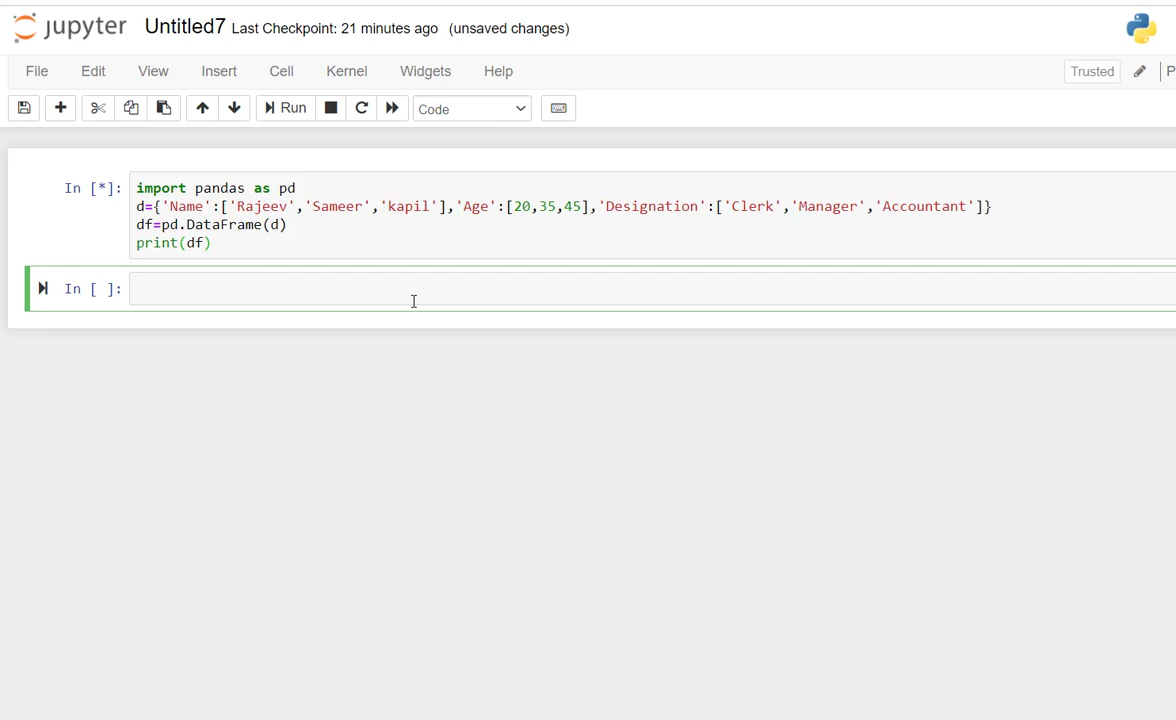 jupyter Untitled7 Last Checkpoint: 21 minutes ago (unsaved changes)
File Edit View Insert Cell Kernel Widgets Help Trusted P
Run Code
In [*]: import pandas as pd
d={'Name':['Rajeev','Sameer','kapil'],'Age':[20,35,45],'Designation':['Clerk','Manager','Accountant']}
df=pd.DataFrame(d)
print(df)
In [ ]: